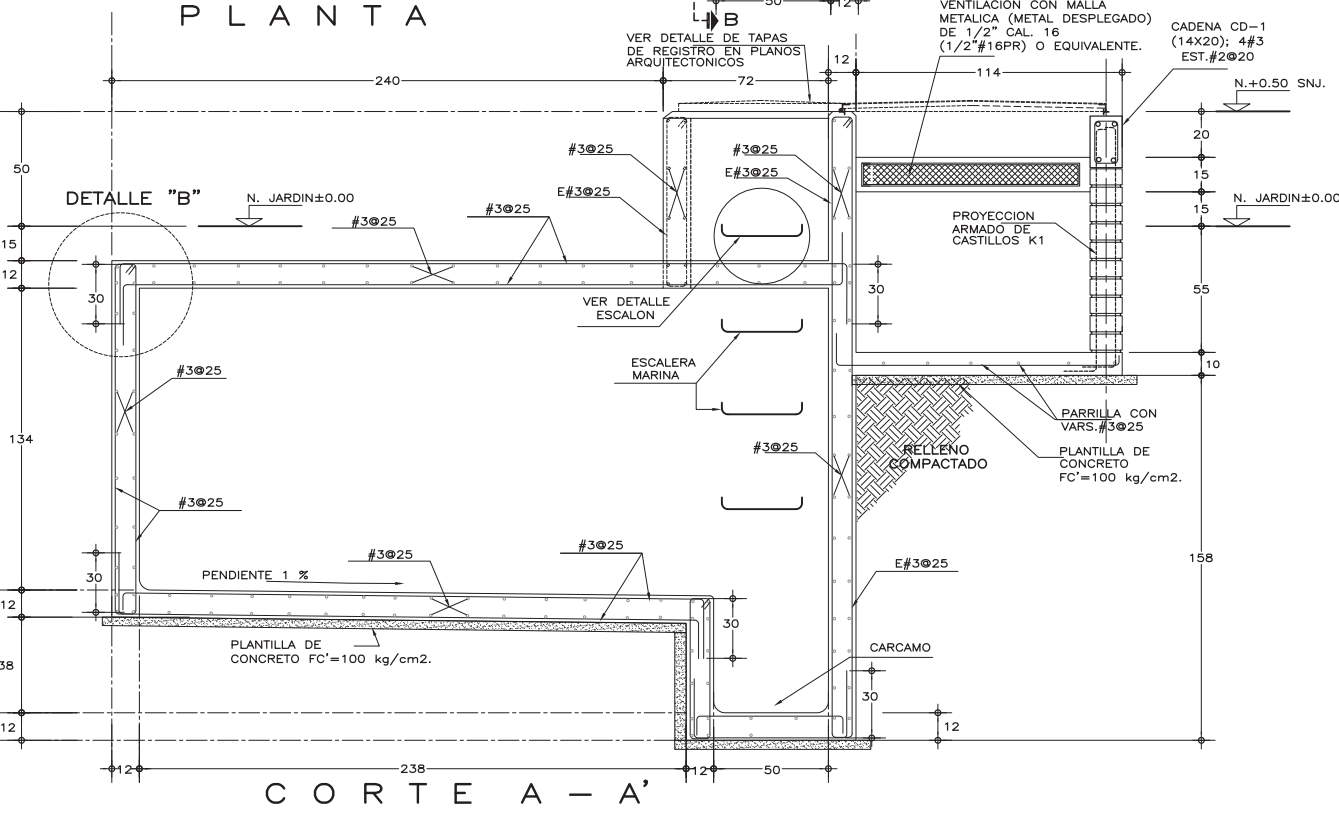 PLANTA
B
50
12
VENTILACION CON MALLA
METALICA (METAL DESPLEGADO)
DE 1/2" CAL. 16
(1/2"#16PR) O EQUIVALENTE.
VER DETALLE DE TAPAS
DE REGISTRO EN PLANOS
ARQUITECTONICOS
CADENA CD-1
(14X20); 4#3
EST.#2@20
240
72
12
114
N.+0.50 SNJ.
50
20
15
15
#3@25
#3@25
E#3@25
E#3@25
DETALLE "B"
N. JARDIN±0.00
N. JARDIN±0.00
#3@25
#3@25
PROYECCION
ARMADO DE
CASTILLOS K1
15
12
30
30
55
VER DETALLE
ESCALON
ESCALERA
MARINA
10
#3@25
134
PARRILLA CON
VARS.#3@25
#3@25
RELLENO
COMPACTADO
PLANTILLA DE
CONCRETO
FC'=100 kg/cm2.
#3@25
#3@25
#3@25
E#3@25
158
30
PENDIENTE 1 %
12
30
PLANTILLA DE
CONCRETO FC'=100 kg/cm2.
CARCAMO
38
30
12
12
12
238
12
50
CORTE A-A'